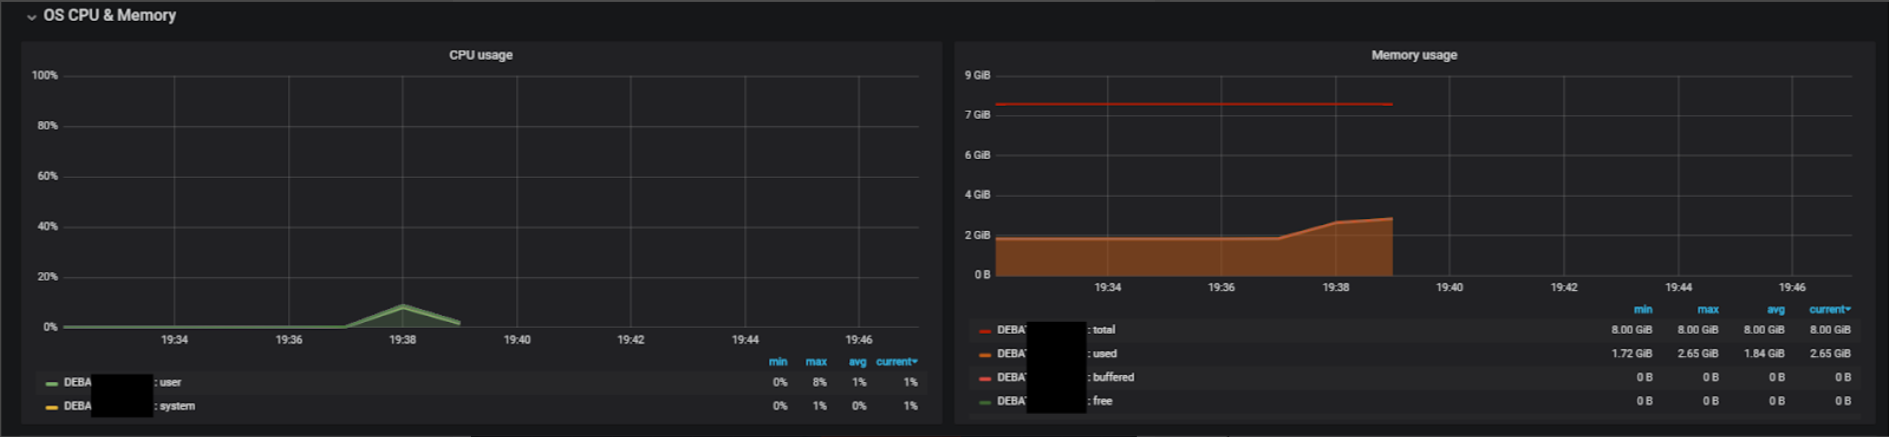 OS CPU & Memory
CPU usage
100%
80%
60%
40%
20%
0%
19:34 19:36 19:38 19:40 19:42 19:44 19:46
min max avg current
DEBA : user 0% 8% 1% 1%
DEBA : system 0% 1% 0% 1%
Memory usage
9 GiB
7 GiB
6 GiB
4 GiB
2 GiB
0 B
19:34 19:36 19:38 19:40 19:42 19:44 19:46
min max avg current
DEBA : total 8.00 GiB 8.00 GiB 8.00 GiB 8.00 GiB
DEBA : used 1.72 GiB 2.65 GiB 1.84 GiB 2.65 GiB
DEBA : buffered 0 B 0 B 0 B 0 B
DEBA : free 0 B 0 B 0 B 0 B